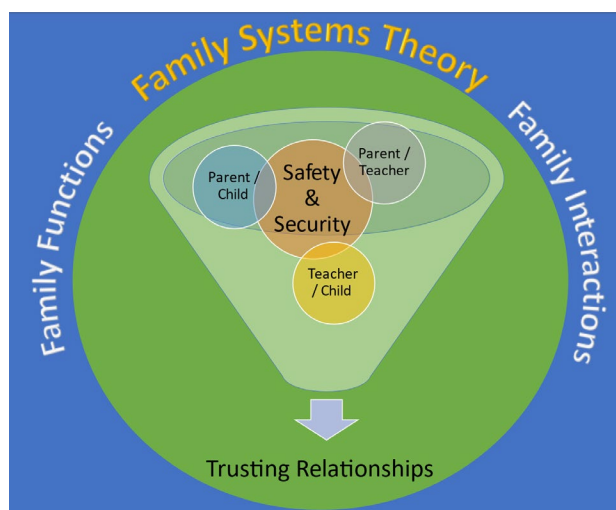 Family Systems Theory
Family Functions
Family Interactions
Parent /
Child
Safety
&
Security
Parent /
Teacher
Teacher
/ Child
Trusting Relationships